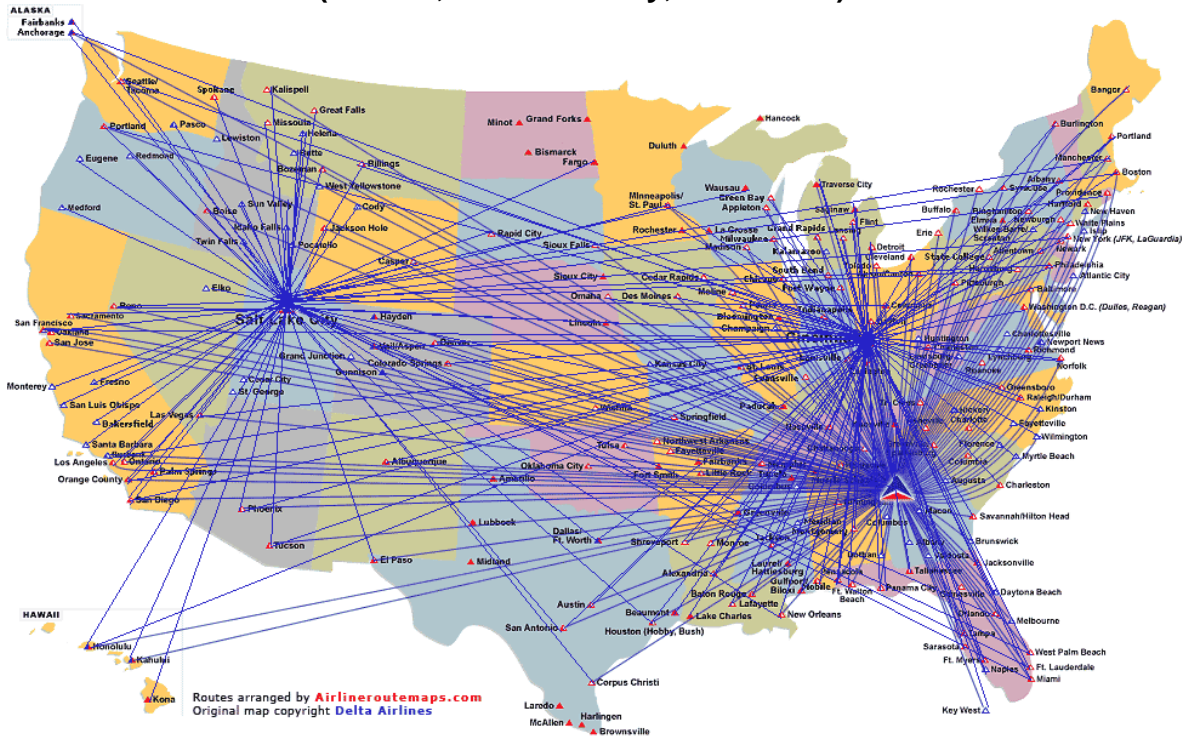 ALASKA
Fairbanks
Anchorage
Seattle/
Tacoma
Spokane
Kalispell
Great Falls
Minot
Grand Forks
Hancock
Bangor
Portland
Pasco
Lewiston
Missoula
Helena
Burlington
Portland
Eugene
Redmond
Butte
Bozeman
Billings
Bismarck
Fargo
Duluth
Manchester
Boston
Medford
Boise
Sun Valley
West Yellowstone
Cody
Wausau
Green Bay
Appleton
Traverse City
Rochester
Syracuse
Albany
Providence
Hartford
Minneapolis/
St. Paul
Saginaw
Flint
Buffalo
Binghamton
Elmira
Newburgh
New Haven
White Plains
Islip
Idaho Falls
Twin Falls
Pocatello
Jackson Hole
Rapid City
Sioux Falls
Rochester
La Crosse
Madison
Milwaukee
Grand Rapids
Lansing
Kalamazoo
Detroit
Cleveland
Erie
Wilkes Barre/
Scranton
Allentown
New York (JFK, LaGuardia)
Newark
State College
Philadelphia
Casper
Elko
Sioux City
Cedar Rapids
Chicago
South Bend
Toledo
Fort Wayne
Harrisburg
Pittsburgh
Atlantic City
Baltimore
Reno
Sacramento
San Francisco
Oakland
San Jose
Salt Lake City
Hayden
Omaha
Des Moines
Moline
Bloomington
Champaign
Indianapolis
Columbus
Washington D.C. (Dulles, Reagan)
Cincinnati
Huntington
Charlottesville
Newport News
Richmond
Norfolk
Lincoln
Denver
Grand Junction
Colorado Springs
Gunnison
Kansas City
St. Louis
Evansville
Louisville
Lynchburg
Roanoke
Monterey
Fresno
Cedar City
St. George
San Luis Obispo
Las Vegas
Bakersfield
Wichita
Springfield
Paducah
Nashville
Greensboro
Raleigh/Durham
Kinston
Hickory
Charlotte
Fayetteville
Wilmington
Santa Barbara
Burbank
Los Angeles
Ontario
Palm Springs
Orange County
San Diego
Albuquerque
Tulsa
Northwest Arkansas
Fayetteville
Oklahoma City
Fort Smith
Fairbanks
Little Rock
Florence
Columbia
Myrtle Beach
Augusta
Charleston
Phoenix
Tucson
Amarillo
Lubbock
Dallas/
Ft. Worth
Shreveport
Monroe
Greenville
Macon
Columbus
Savannah/Hilton Head
El Paso
Midland
Alexandria
Laurel/
Hattiesburg
Gulfport/
Biloxi
Mobile
Pensacola
Ft. Walton
Beach
Panama City
Dothan
Albany
Valdosta
Tallahassee
Brunswick
Jacksonville
Gainesville
Daytona Beach
Austin
Beaumont
Baton Rouge
Lafayette
Lake Charles
New Orleans
Orlando
Melbourne
HAWAII
Honolulu
Kahului
Kona
San Antonio
Houston (Hobby, Bush)
Tampa
Sarasota
Ft. Myers
Naples
West Palm Beach
Ft. Lauderdale
Miami
Key West
Corpus Christi
Laredo
McAllen
Harlingen
Brownsville
Routes arranged by Airlineroutemaps.com
Original map copyright Delta Airlines